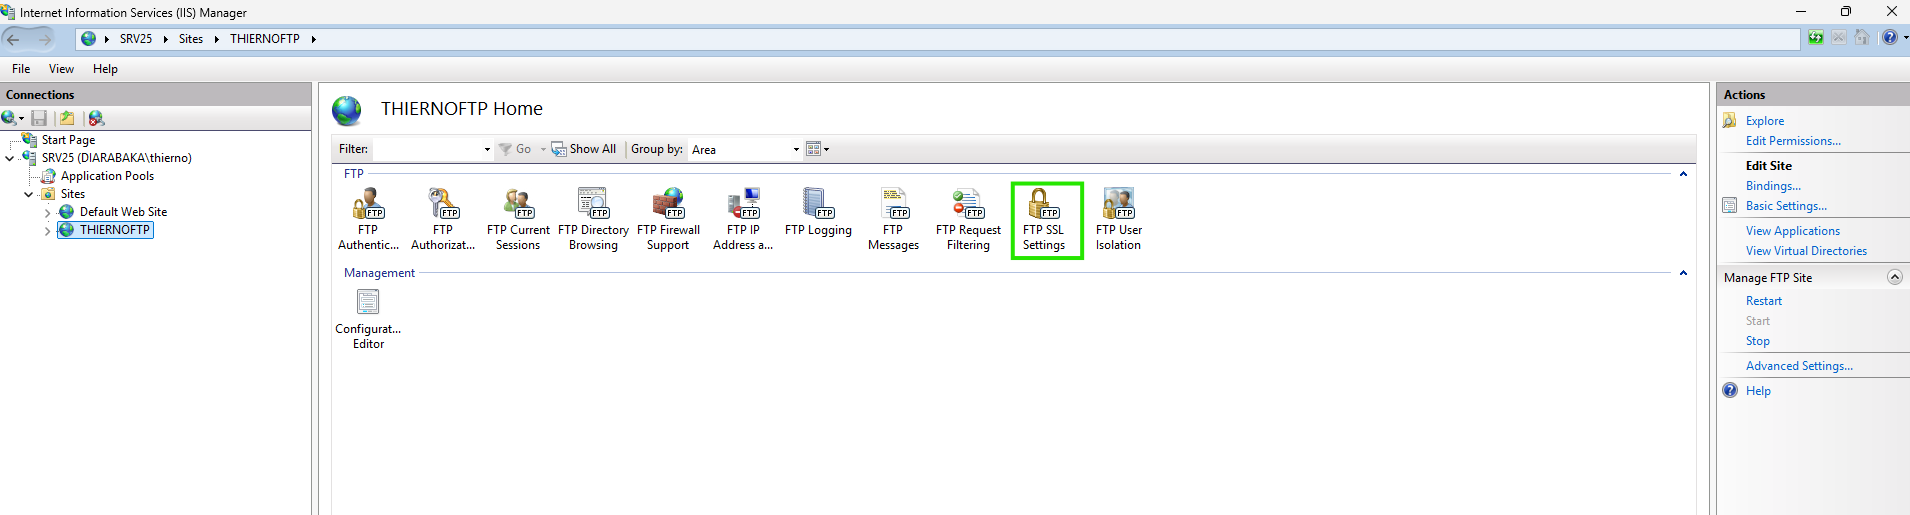 Internet Information Services (IIS) Manager
SRV25 Sites THIERNOFTP
File View Help
Connections
Start Page
SRV25 (DIARABAKA\thierno)
Application Pools
Sites
Default Web Site
THIERNOFTP
THIERNOFTP Home
Filter: Go Show All Group by: Area
FTP
FTP Authentic...
FTP Authorizat...
FTP Current Sessions
FTP Directory Browsing
FTP Firewall Support
FTP IP Address a...
FTP Logging
FTP Messages
FTP Request Filtering
FTP SSL Settings
FTP User Isolation
Management
Configurat...
Editor
Actions
Explore
Edit Permissions...
Edit Site
Bindings...
Basic Settings...
View Applications
View Virtual Directories
Manage FTP Site
Restart
Start
Stop
Advanced Settings...
Help